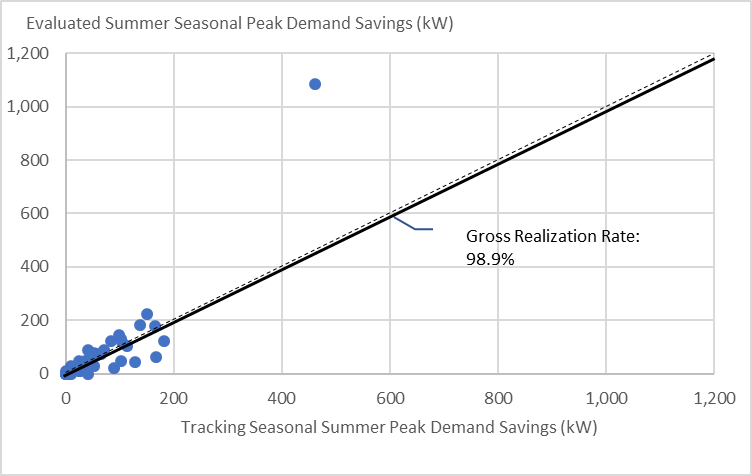 Evaluated Summer Seasonal Peak Demand Savings (kW)
1,200
1,000
800
600
400
200
0
Gross Realization Rate:
98.9%
0 200 400 600 800 1,000 1,200
Tracking Seasonal Summer Peak Demand Savings (kW)